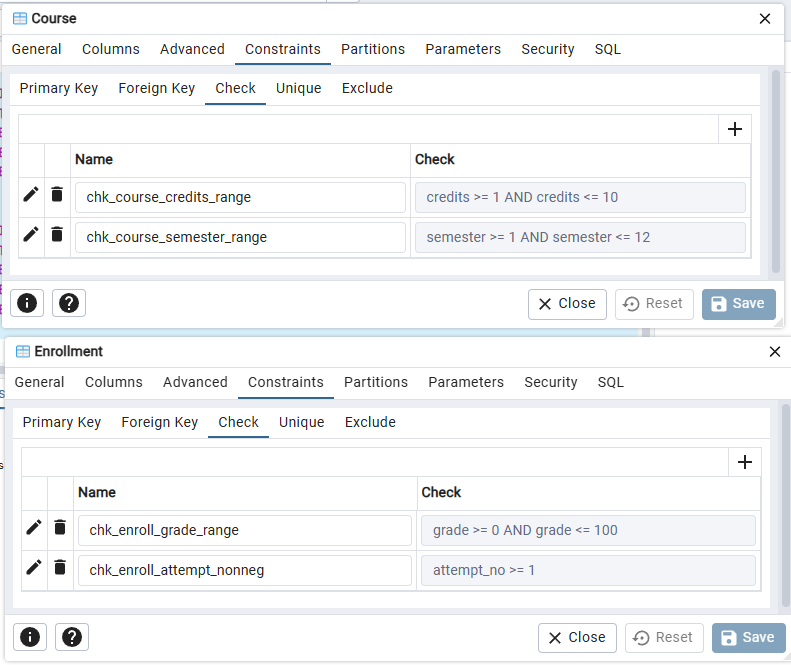 Course
General Columns Advanced Constraints Partitions Parameters Security SQL
Primary Key Foreign Key Check Unique Exclude
Name Check
chk_course_credits_range credits >= 1 AND credits <= 10
chk_course_semester_range semester >= 1 AND semester <= 12
Close Reset Save
Enrollment
General Columns Advanced Constraints Partitions Parameters Security SQL
Primary Key Foreign Key Check Unique Exclude
Name Check
chk_enroll_grade_range grade >= 0 AND grade <= 100
chk_enroll_attempt_nonneg attempt_no >= 1
Close Reset Save